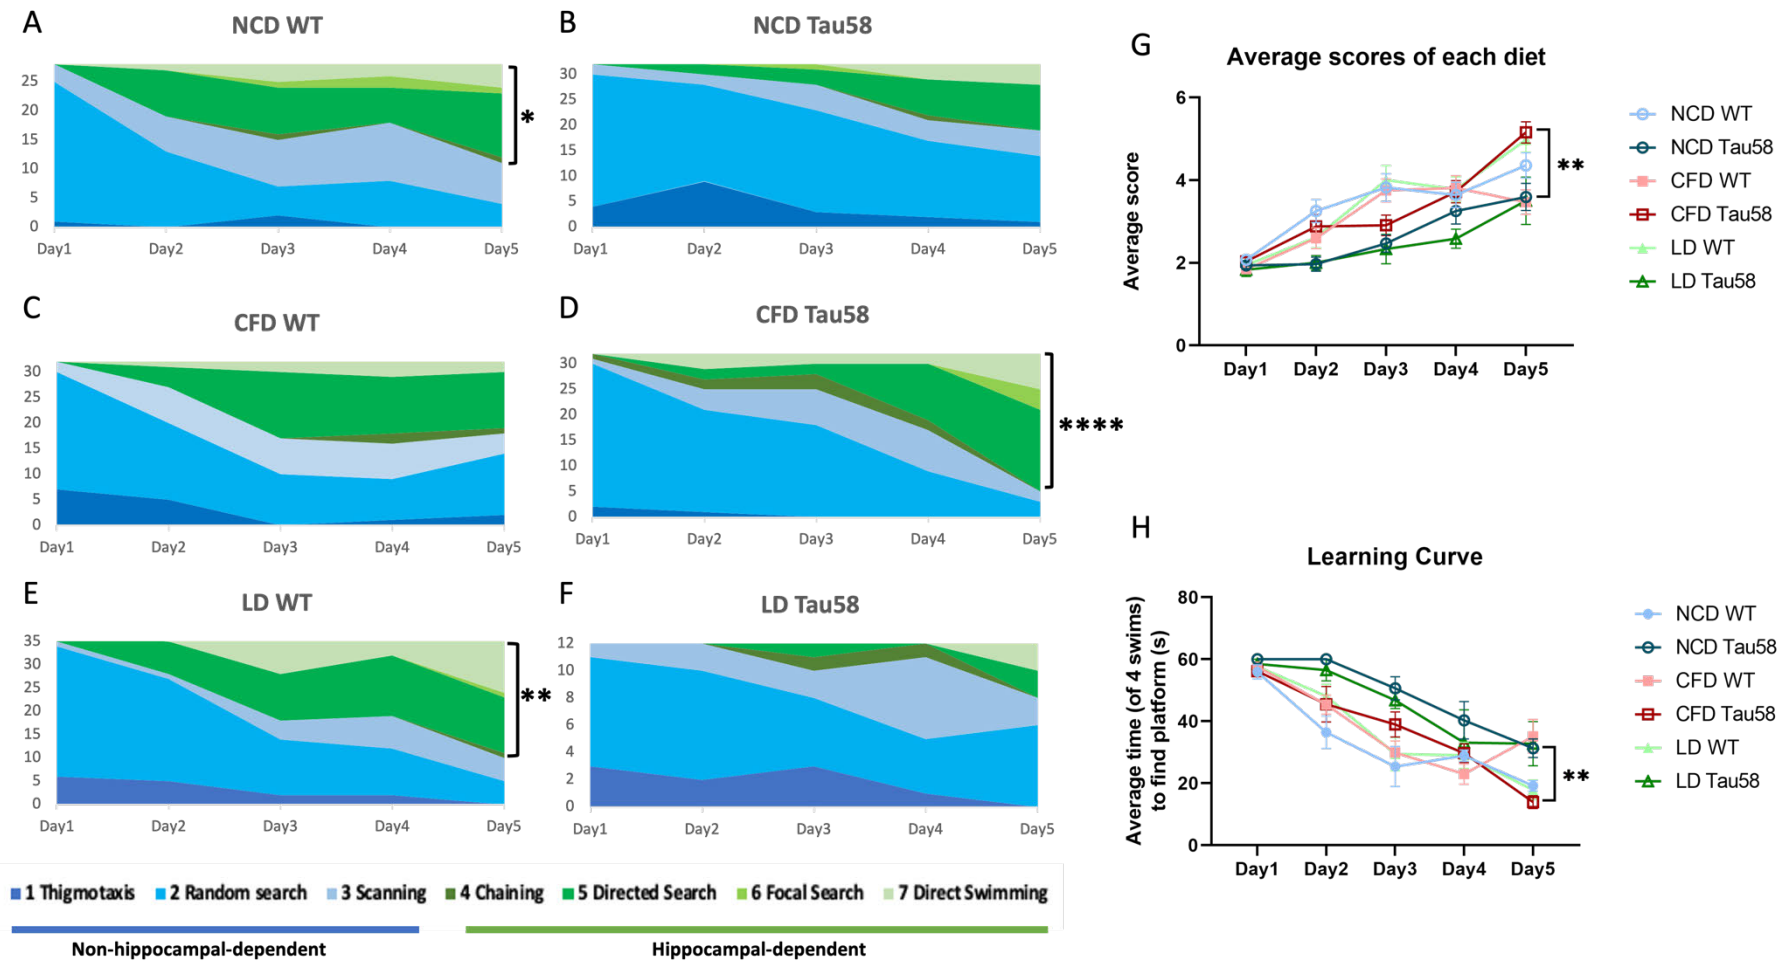 A
NCD WT
25
20
15
10
5
0
Day1 Day2 Day3 Day4 Day5
*
B
NCD Tau58
30
25
20
15
10
5
0
Day1 Day2 Day3 Day4 Day5
C
CFD WT
30
25
20
15
10
5
0
Day1 Day2 Day3 Day4 Day5
D
CFD Tau58
30
25
20
15
10
5
0
Day1 Day2 Day3 Day4 Day5
****
E
LD WT
35
30
25
20
15
10
5
0
Day1 Day2 Day3 Day4 Day5
**
F
LD Tau58
12
10
8
6
4
2
0
Day1 Day2 Day3 Day4 Day5
1 Thigmotaxis 2 Random search 3 Scanning 4 Chaining 5 Directed Search 6 Focal Search 7 Direct Swimming
Non-hippocampal-dependent Hippocampal-dependent
G
Average scores of each diet
Average score
6
4
2
0
Day1 Day2 Day3 Day4 Day5
**
NCD WT
NCD Tau58
CFD WT
CFD Tau58
LD WT
LD Tau58
H
Learning Curve
Average time (of 4 swims)
to find platform (s)
80
60
40
20
0
Day1 Day2 Day3 Day4 Day5
**
NCD WT
NCD Tau58
CFD WT
CFD Tau58
LD WT
LD Tau58